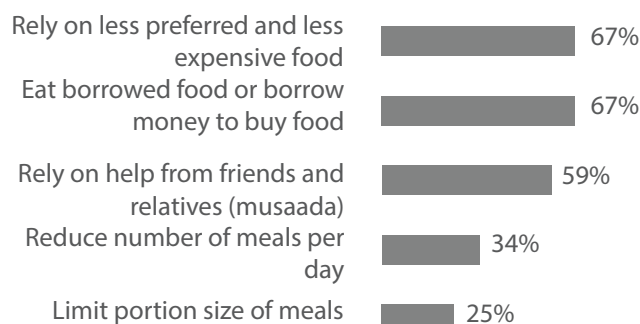 Rely on less preferred and less
expensive food
67%
Eat borrowed food or borrow
money to buy food
67%
Rely on help from friends and
relatives (musaada)
59%
Reduce number of meals per
day
34%
Limit portion size of meals
25%